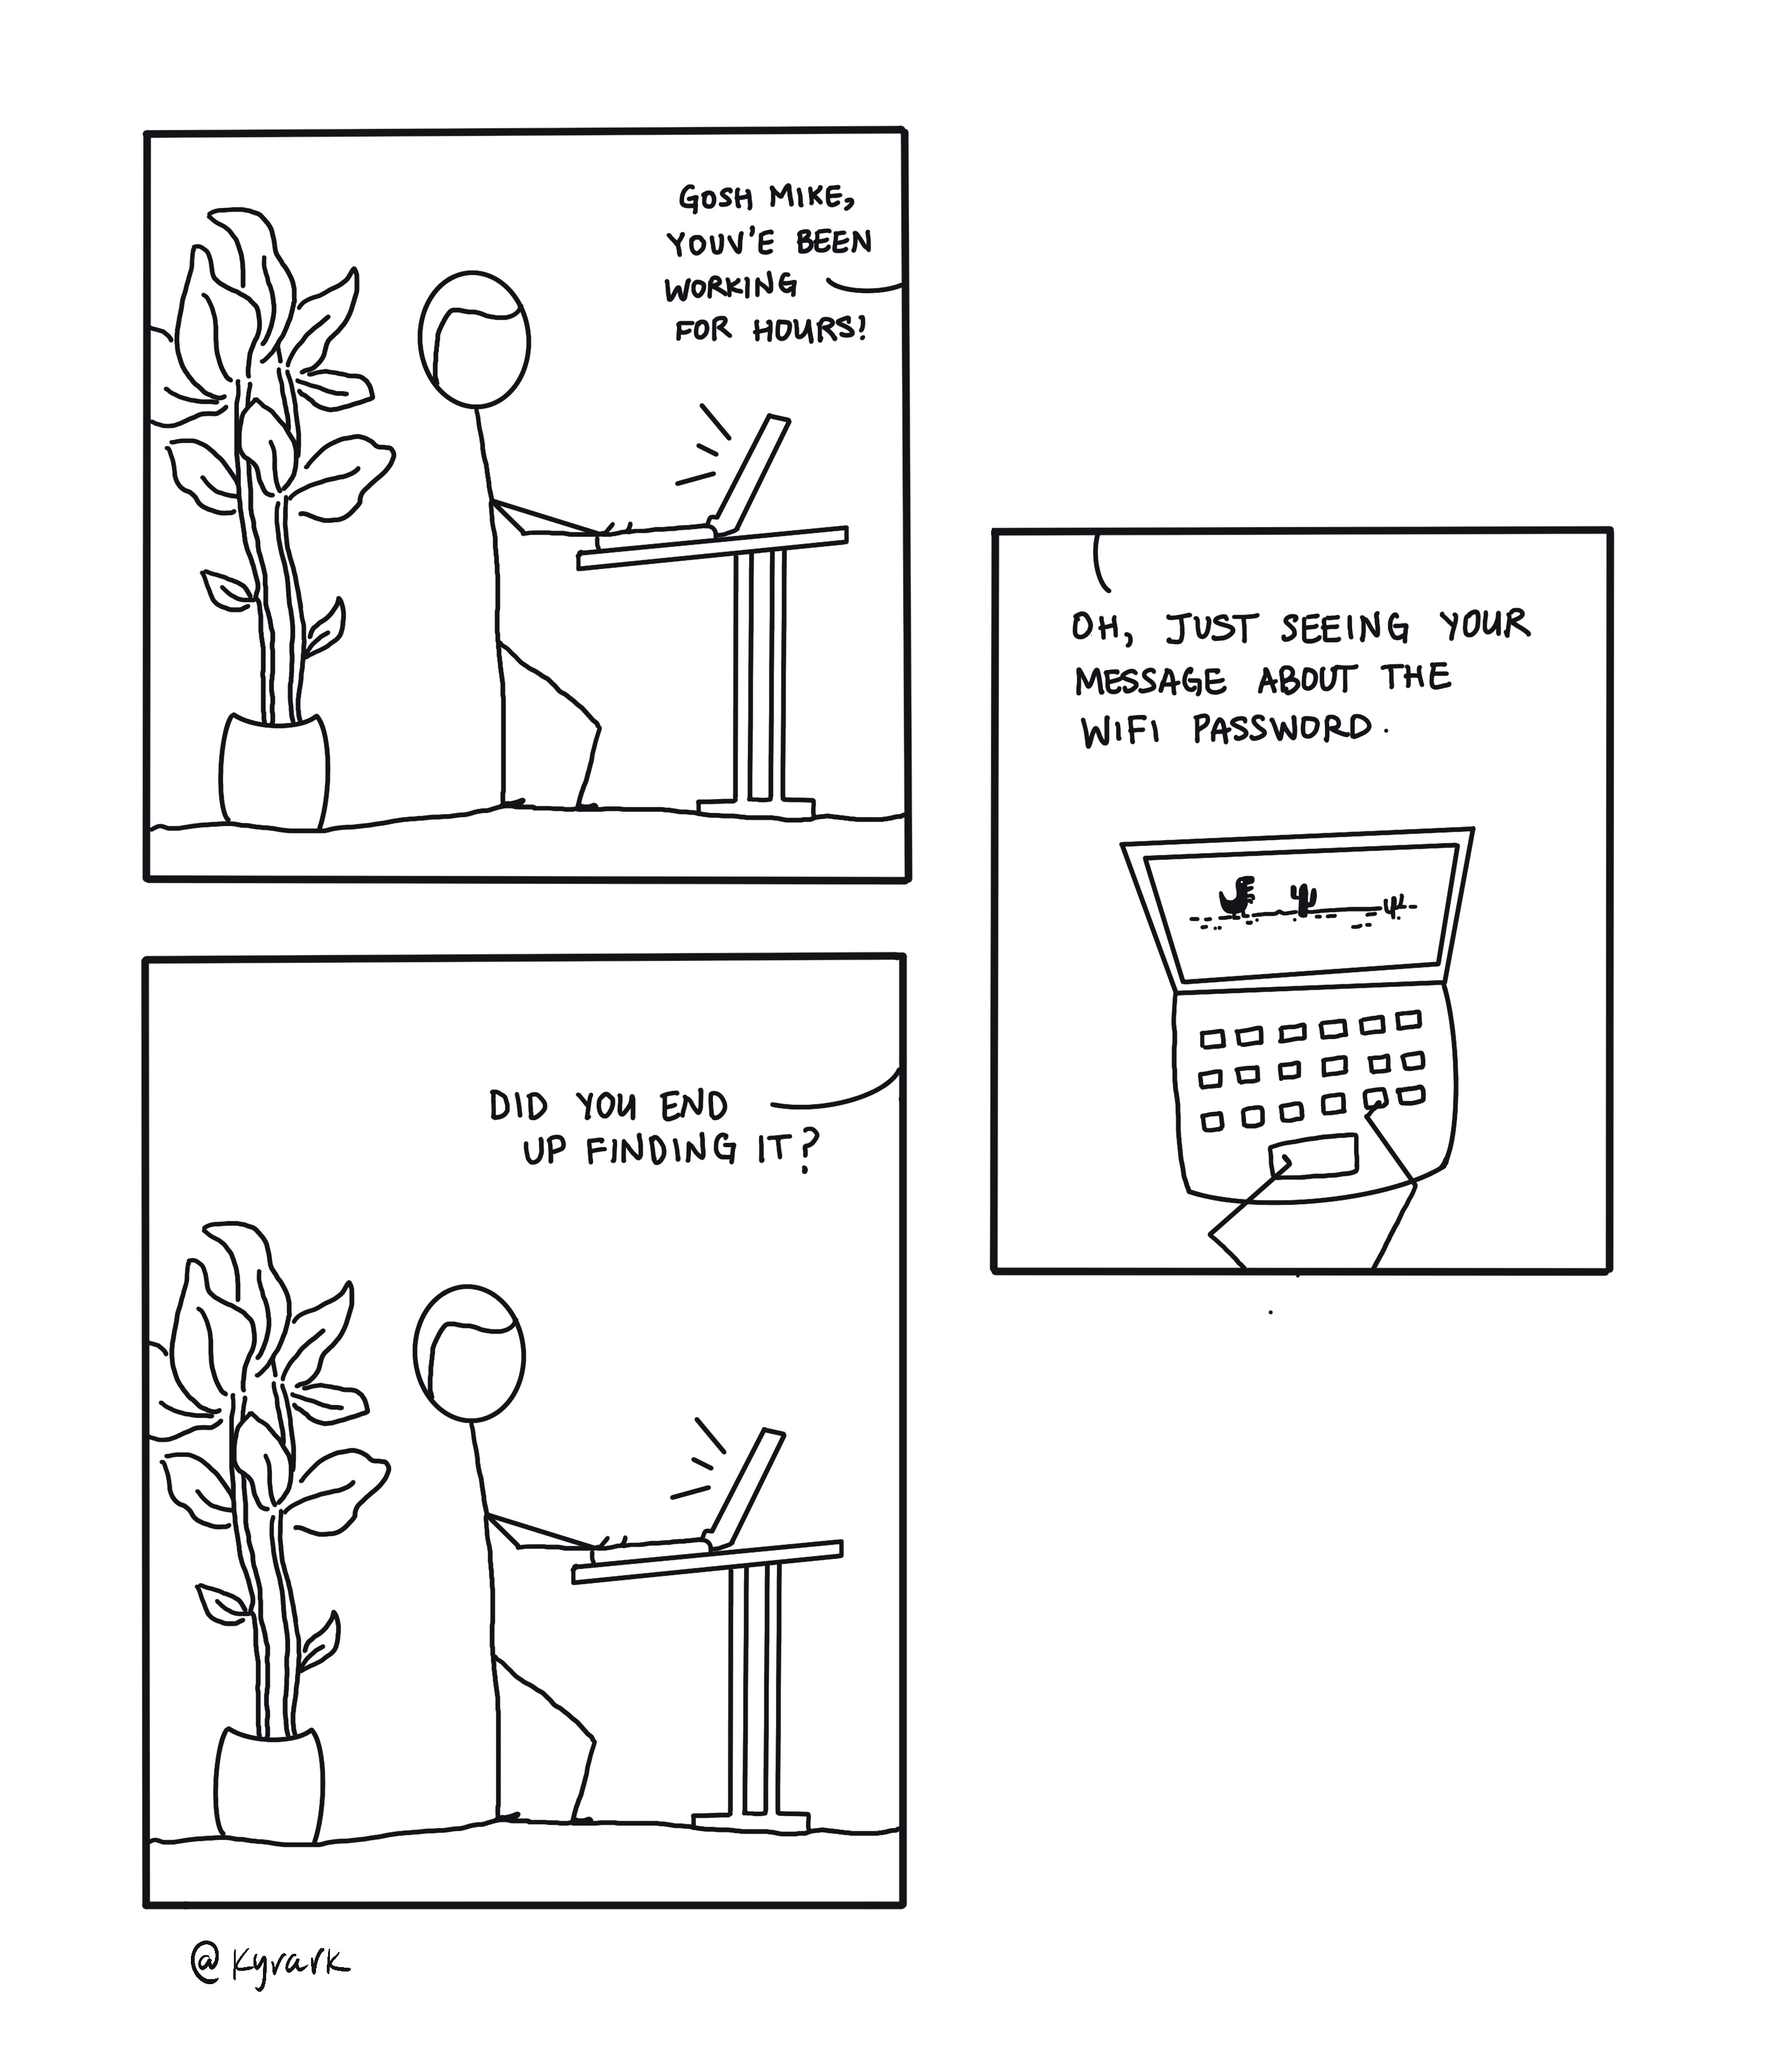 GOSH MIKE,
YOUV'E BEEN
WORKING
FOR HOURS!
OH, JUST SEEING YOUR
MESSAGE ABOUT THE
WIFI PASSWORD.
DID YOU END
UP FINDING IT?
@kyrark